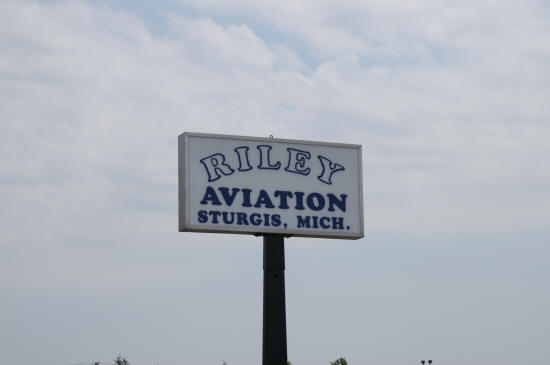 RILEY
AVIATION
STURGIS, MICH.